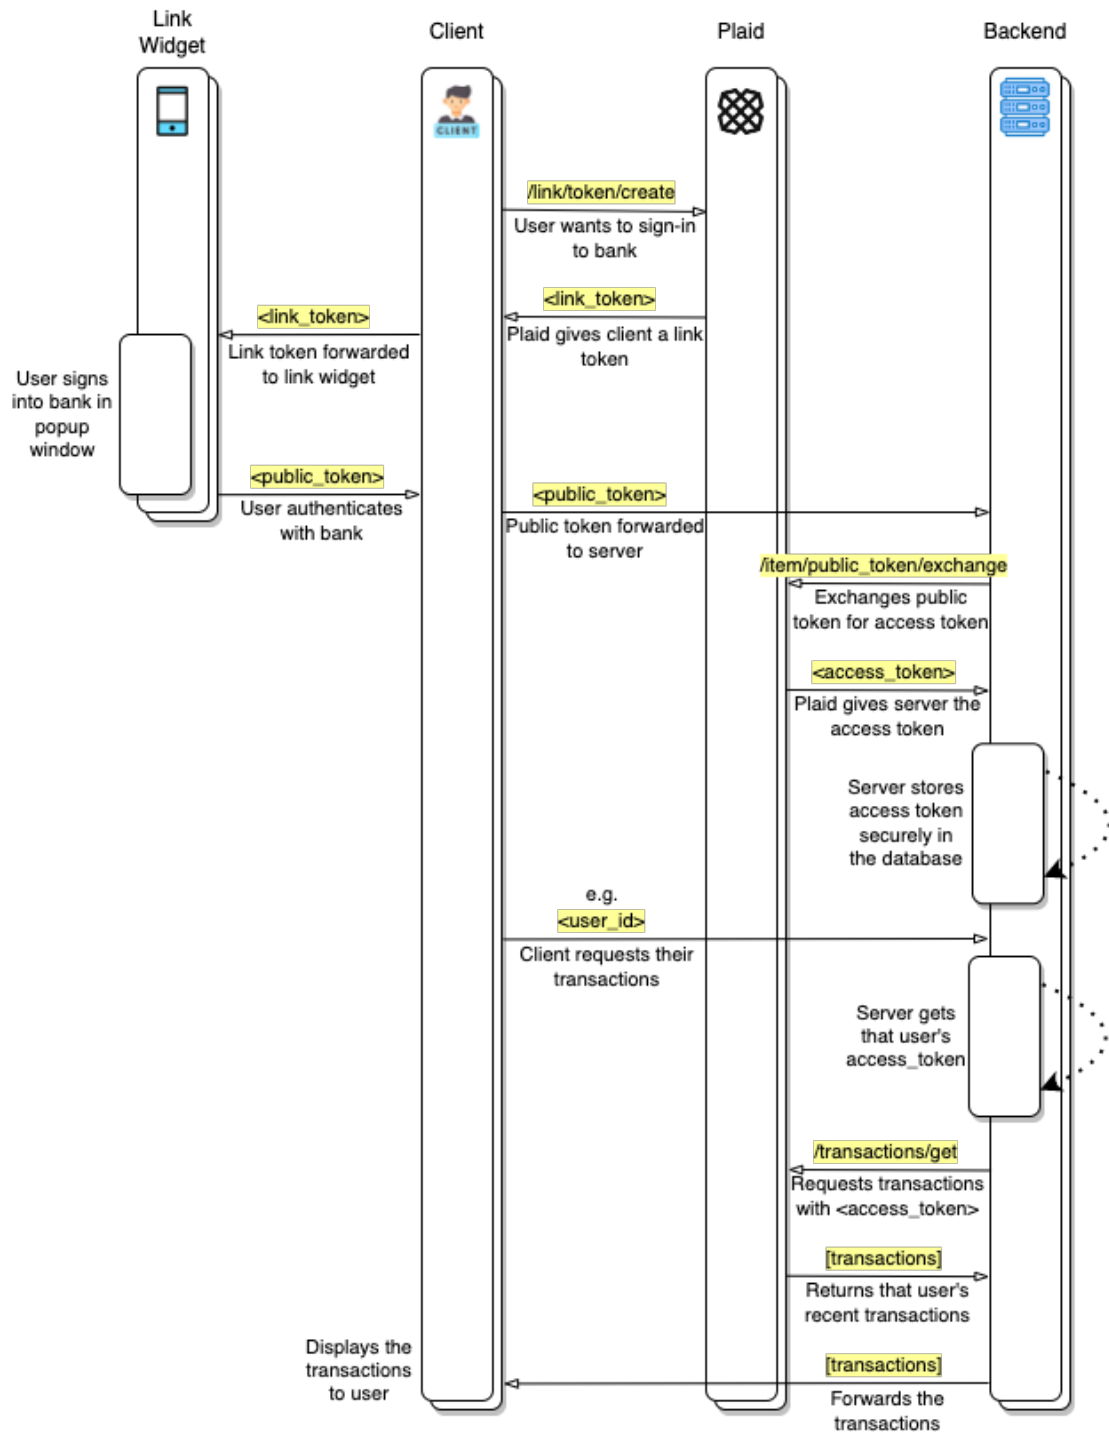 Link
Widget
Client
Plaid
Backend
CLIENT
/link/token/create
User wants to sign-in
to bank
<link_token>
Plaid gives client a link
token
<link_token>
Link token forwarded
to link widget
User signs
into bank in
popup
window
<public_token>
User authenticates
with bank
<public_token>
Public token forwarded
to server
/item/public_token/exchange
Exchanges public
token for access token
<access_token>
Plaid gives server the
access token
Server stores
access token
securely in
the database
e.g.
<user_id>
Client requests their
transactions
Server gets
that user's
access_token
/transactions/get
Requests transactions
with <access_token>
[transactions]
Returns that user's
recent transactions
[transactions]
Forwards the
transactions
Displays the
transactions
to user